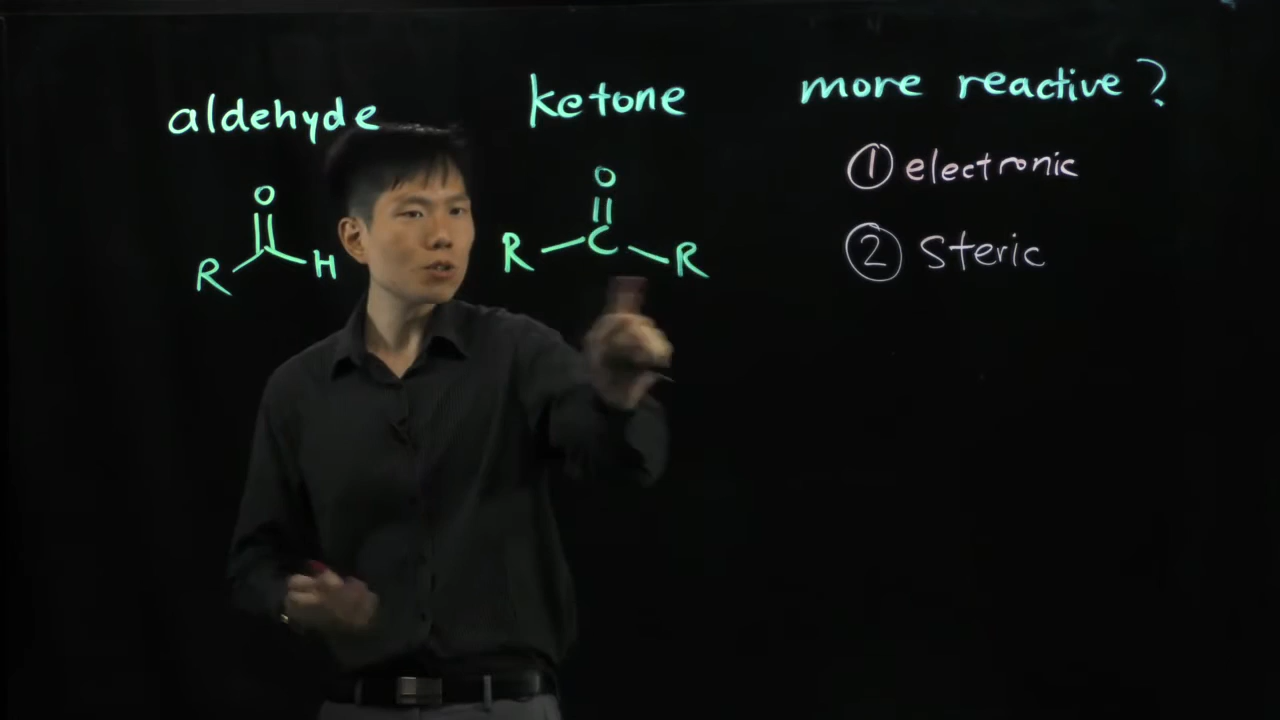 aldehyde
O
R H
ketone
O
R C R
more reactive?
① electronic
② Steric